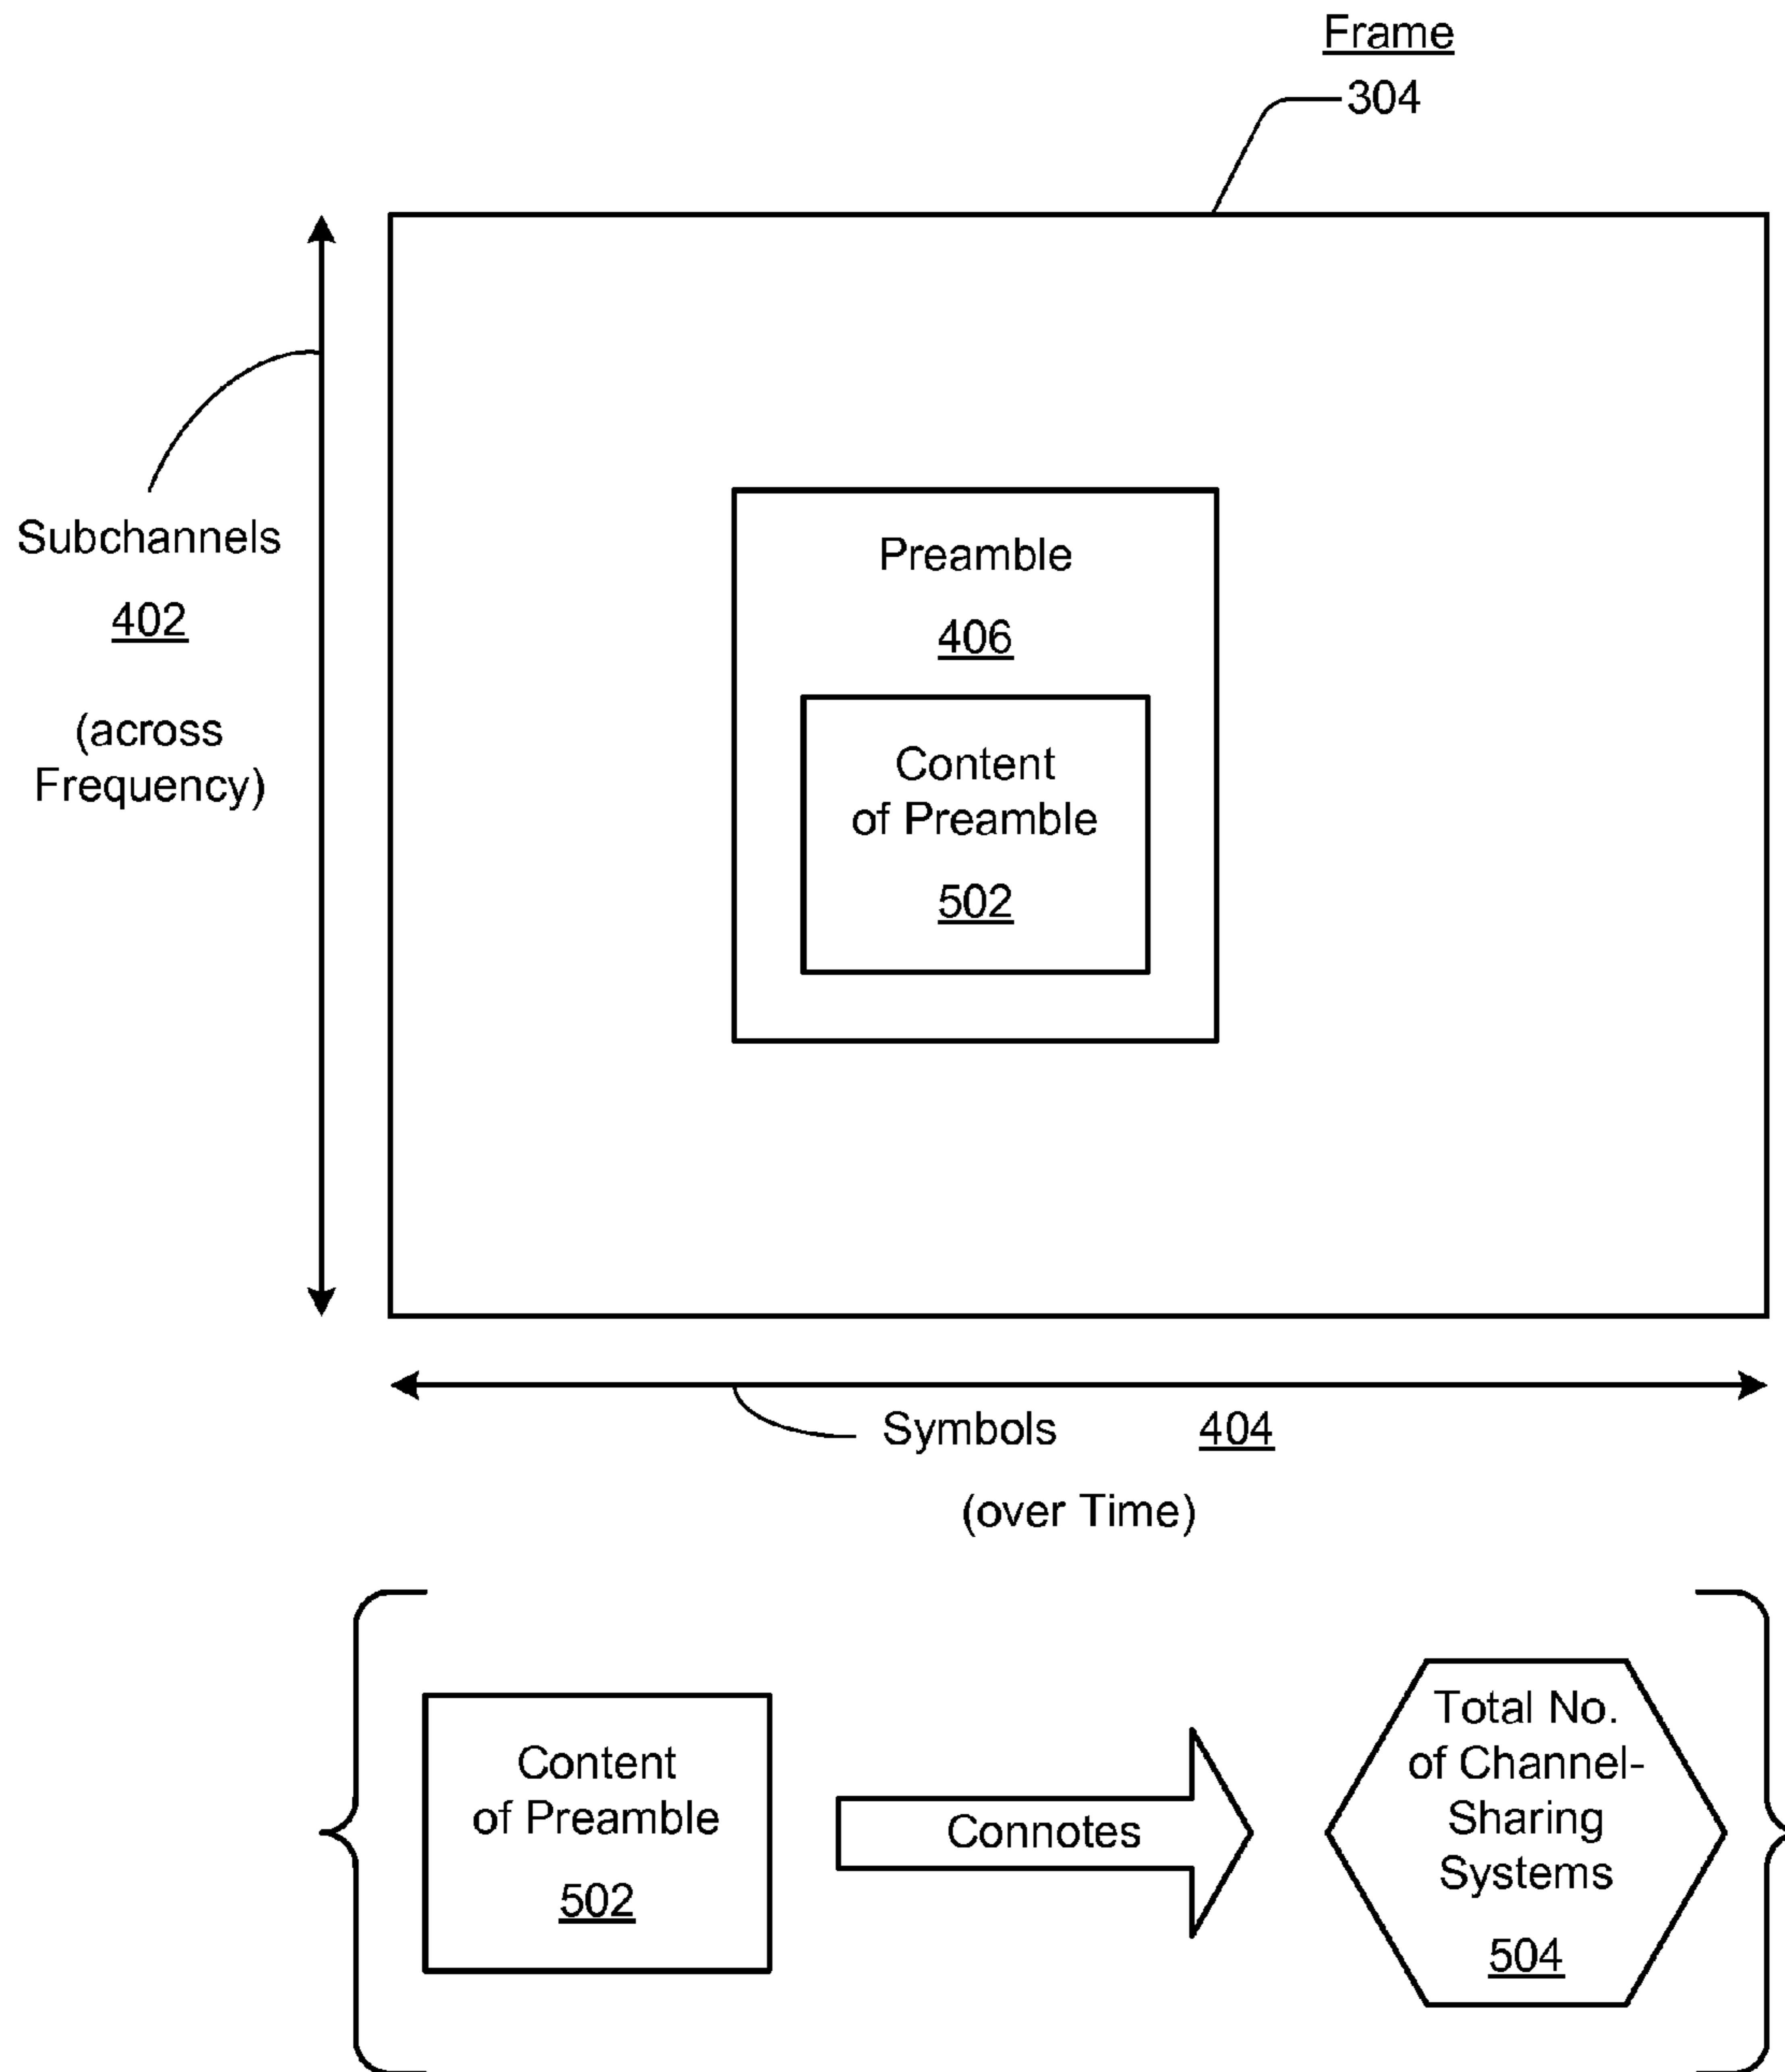 Frame
304
Subchannels
402
(across
Frequency)
Preamble
406
Content
of Preamble
502
Symbols 404
(over Time)
Content
of Preamble
502
Connotes
Total No.
of Channel-
Sharing
Systems
504